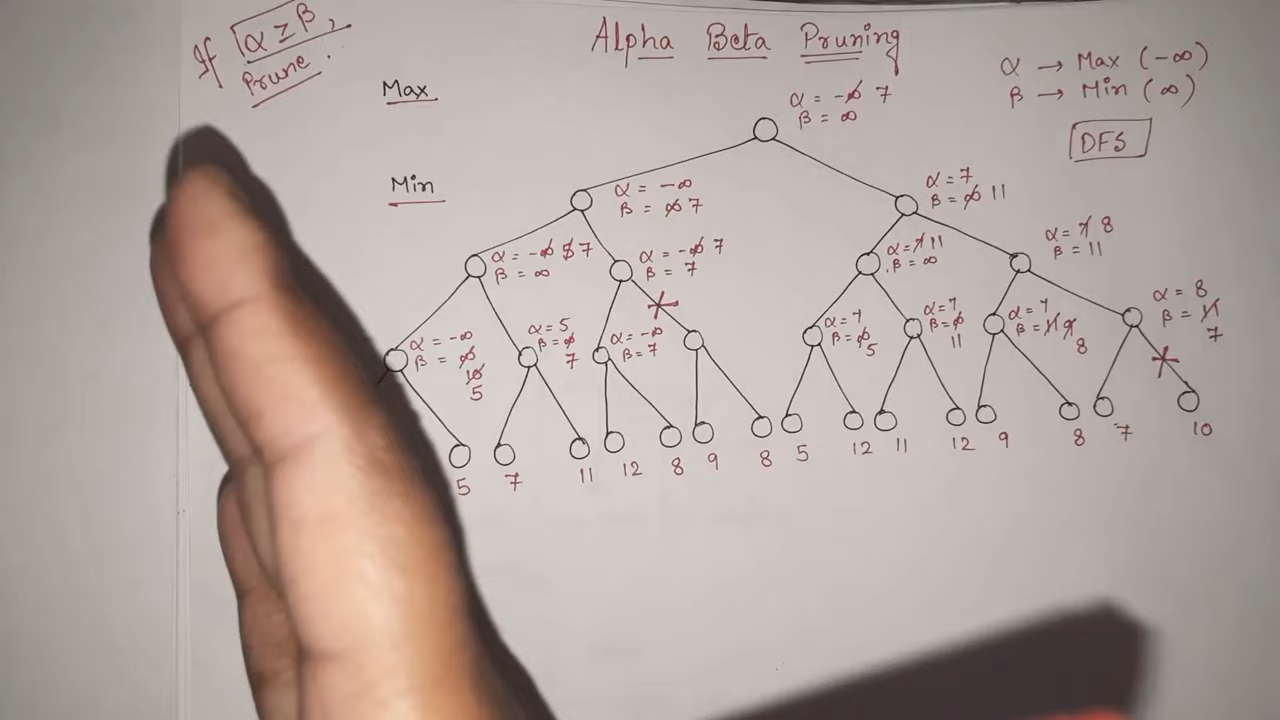 If α ≥ β,
Prune.
Alpha Beta Pruning
α → Max (-∞)
β → Min (∞)
DFS
Max
α = -∞ 7
β = ∞
Min
α = -∞
β = ∞ 7
α = 7
β = ∞ 11
α = -∞ 5 7
β = ∞
α = -∞ 7
β = 7
α = 7 11
β = ∞
α = 7 8
β = 11
α = -∞
β = ∞
10
5
α = 5
β = ∞
7
α = -∞
β = 7
α = 7
β = ∞
5
α = 7
β = ∞
11
α = 7
β = 11 9
8
α = 8
β = 11
7
5 7 11 12 8 9 8 5 12 11 12 9 8 7 10